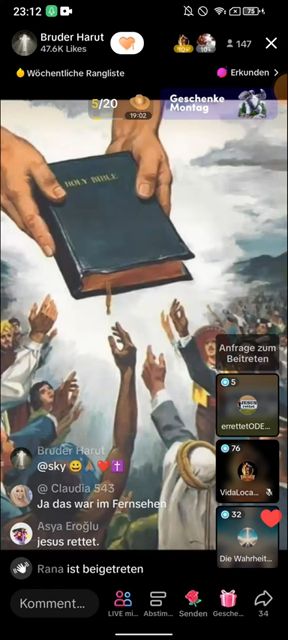 23:12
75
Bruder Harut
47.6K Likes
147
Wöchentliche Rangliste
Erkunden >
5/20
19:02
Geschenke
Montag
HOLY BIBLE
Anfrage zum
Beitreten
5
errettetODE...
76
VidaLoca...
32
Die Wahrheit...
Bruder Harut
@sky 😀🙏🏾❤️✝️
@ Claudia 543
Ja das war im Fernsehen
Asya Eroğlu
jesus rettet.
Rana ist beigetreten
Komment...
LIVE mi...
Abstim...
Senden
Gesche...
34